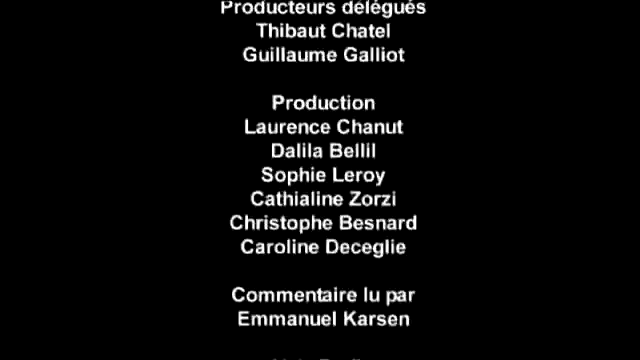 Producteurs délégués
Thibaut Chatel
Guillaume Galliot
Production
Laurence Chanut
Dalila Bellil
Sophie Leroy
Cathialine Zorzi
Christophe Besnard
Caroline Deceglie
Commentaire lu par
Emmanuel Karsen